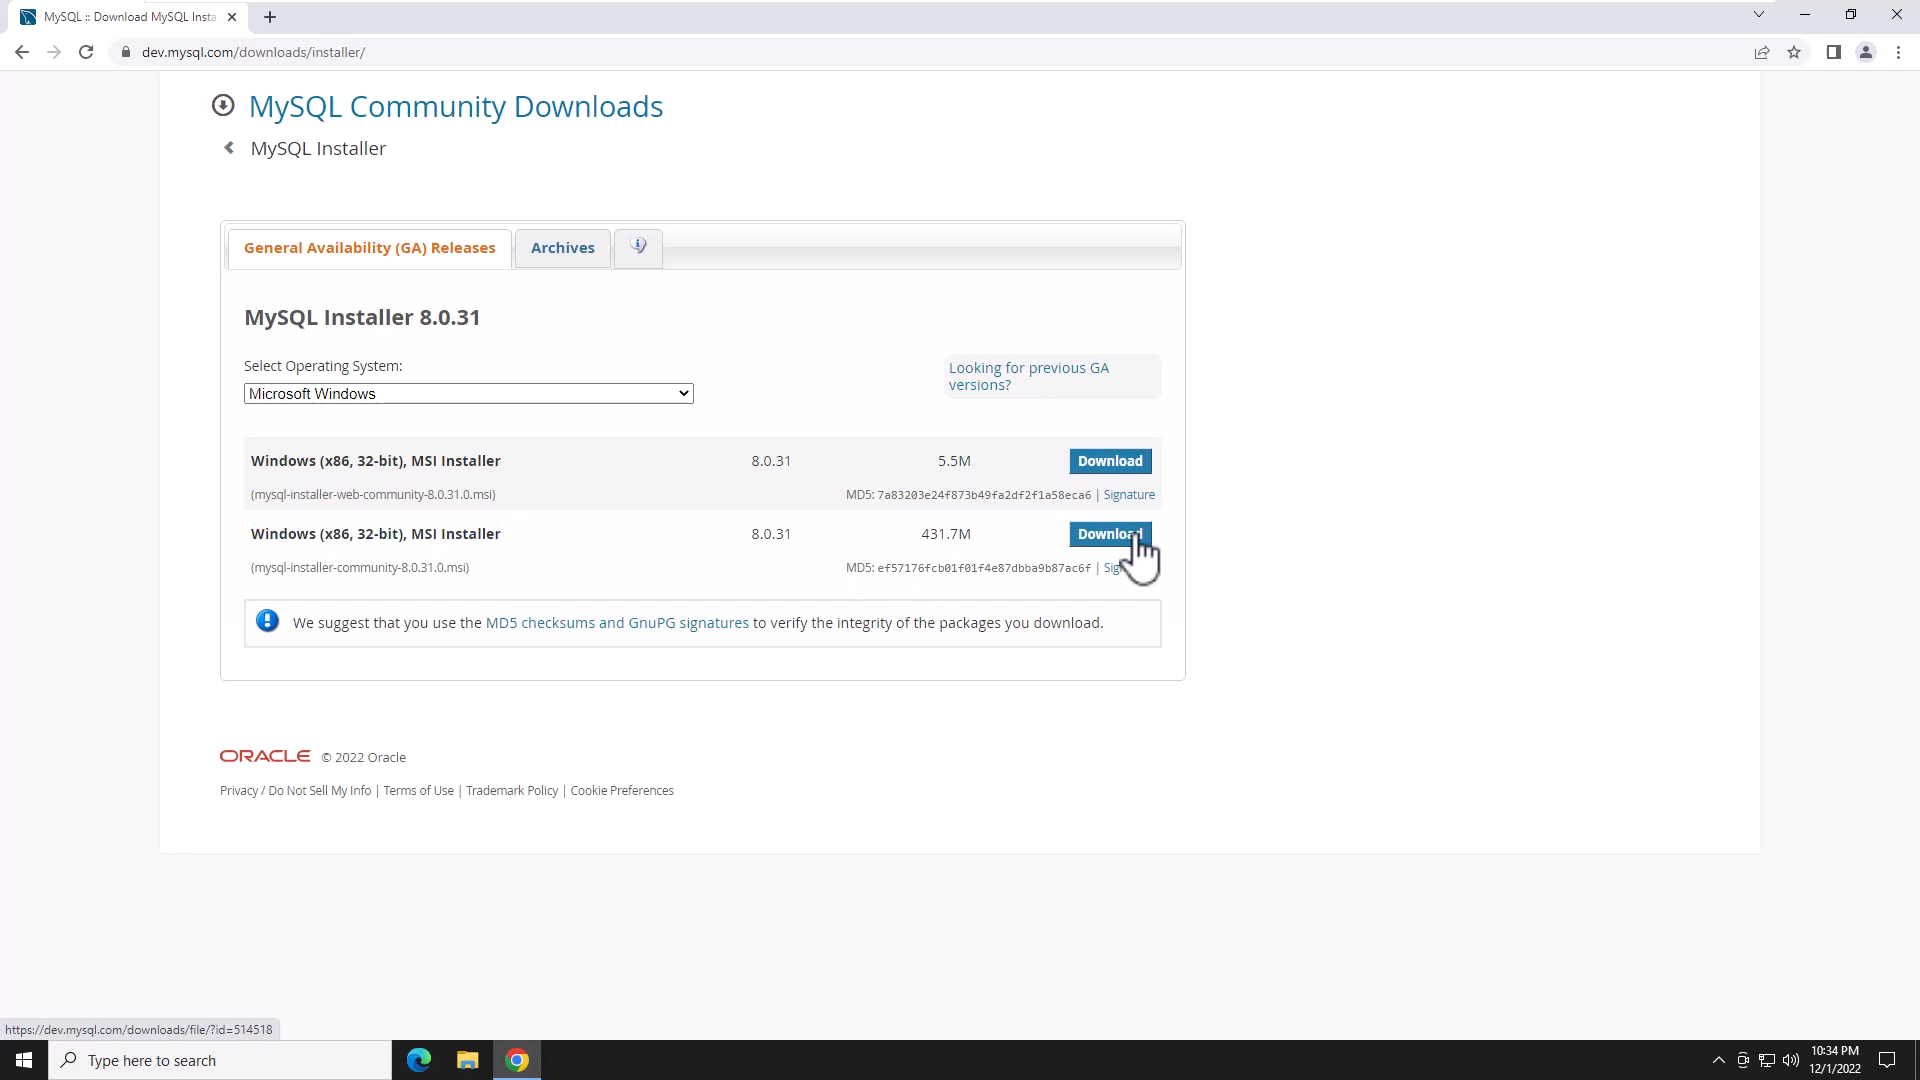 MySQL :: Download MySQL Insta
dev.mysql.com/downloads/installer/
MySQL Community Downloads
MySQL Installer
General Availability (GA) Releases
Archives
MySQL Installer 8.0.31
Select Operating System:
Microsoft Windows
Looking for previous GA
versions?
Windows (x86, 32-bit), MSI Installer 8.0.31 5.5M Download
(mysql-installer-web-community-8.0.31.0.msi) MD5: 7a83203e24f873b49fa2df2f1a58eca6 | Signature
Windows (x86, 32-bit), MSI Installer 8.0.31 431.7M Download
(mysql-installer-community-8.0.31.0.msi) MD5: ef57176fcb01f01f4e87dbba9b87ac6f |
We suggest that you use the MD5 checksums and GnuPG signatures to verify the integrity of the packages you download.
ORACLE © 2022 Oracle
Privacy / Do Not Sell My Info | Terms of Use | Trademark Policy | Cookie Preferences
https://dev.mysql.com/downloads/file/?id=514518
Type here to search
10:34 PM
12/1/2022